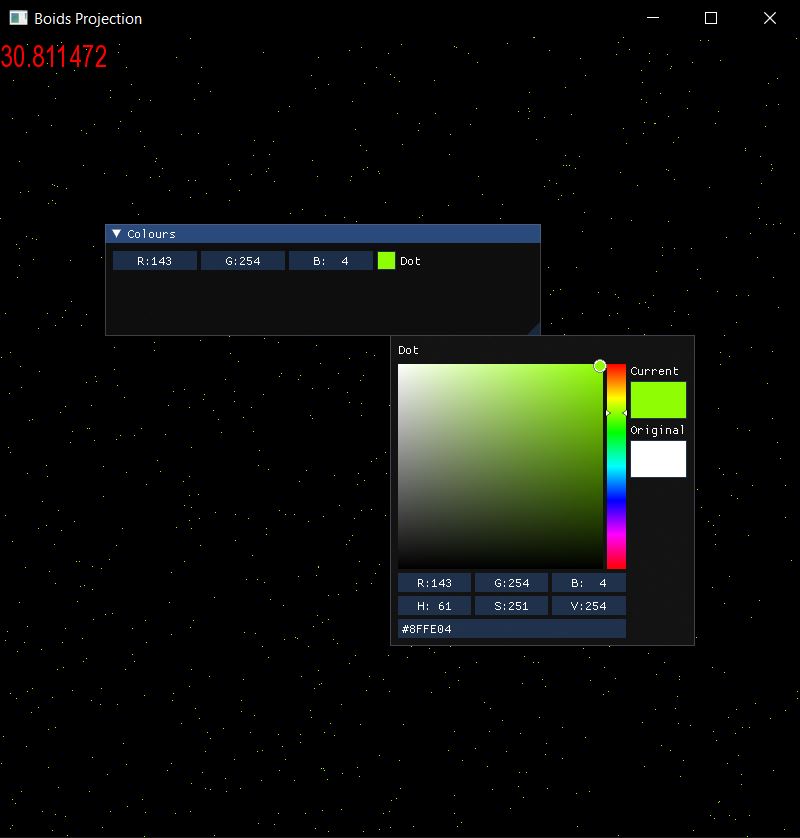 Boids Projection
30.811472
Colours
R:143 G:254 B: 4 Dot
Dot
Current
Original
R:143 G:254 B: 4
H: 61 S:251 V:254
#8FFE04